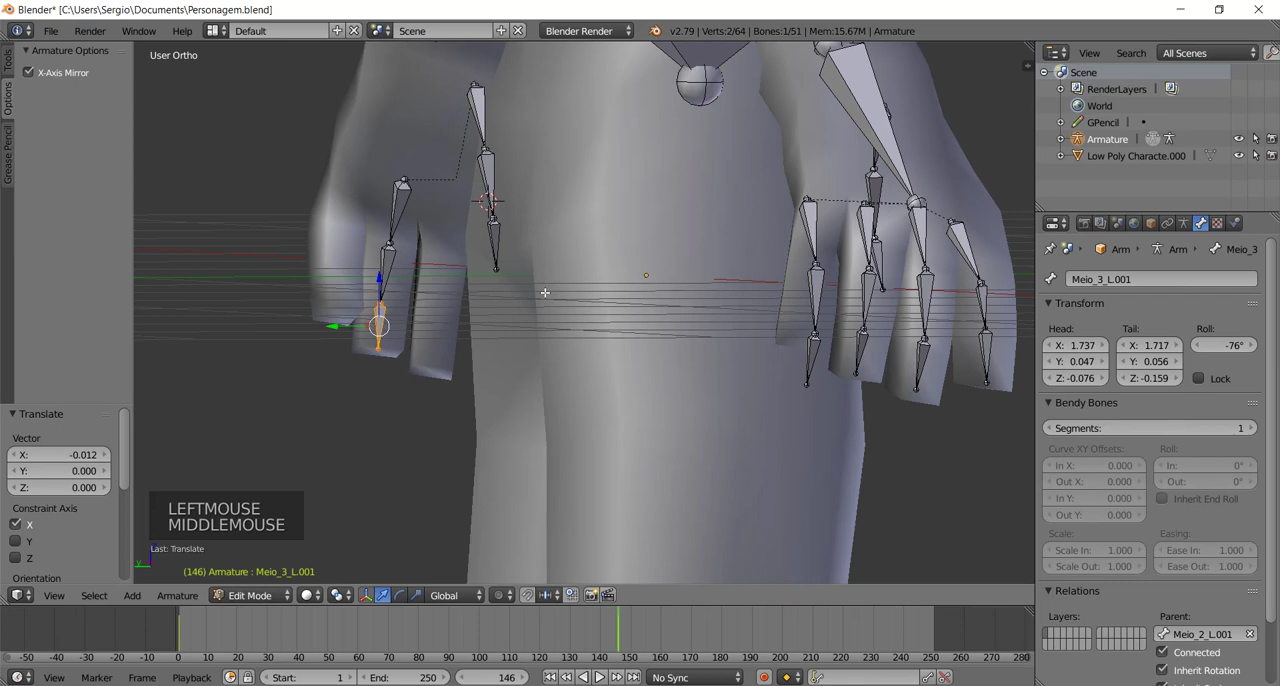 Blender* [C:\Users\Sergio\Documents\Personagem.blend]
File Render Window Help Default Scene Blender Render v2.79 | Verts:2/64 | Bones:1/51 | Mem:15.67M | Armature
Tools
Options
Grease Pencil
Armature Options
X-Axis Mirror
User Ortho
View Search All Scenes
Scene
RenderLayers
World
GPencil
Armature
Low Poly Characte.000
Arm Arm Meio_3
Meio_3_L.001
Transform
Head: Tail: Roll:
X: 1.737 X: 1.717 -76°
Y: 0.047 Y: 0.056
Z: -0.076 Z: -0.159 Lock
Bendy Bones
Segments: 1
Curve XY Offsets: Roll:
In X: 0.000 In: 0°
Out X: 0.000 Out: 0°
In Y: 0.000 Inherit End Roll
Out Y: 0.000
Scale: Easing:
Scale In: 1.000 Ease In: 1.000
Scale Out: 1.000 Ease Out: 1.000
Relations
Layers: Parent:
Meio_2_L.001
Connected
Inherit Rotation
Translate
Vector
X: -0.012
Y: 0.000
Z: 0.000
Constraint Axis
X
Y
Z
Orientation
LEFTMOUSE
MIDDLEMOUSE
Last: Translate
(146) Armature : Meio_3_L.001
View Select Add Armature Edit Mode Global
-50 -40 -30 -20 -10 0 10 20 30 40 50 60 70 80 90 100 110 120 130 140 150 160 170 180 190 200 210 220 230 240 250 260 270 280
View Marker Frame Playback Start: 1 End: 250 146 No Sync